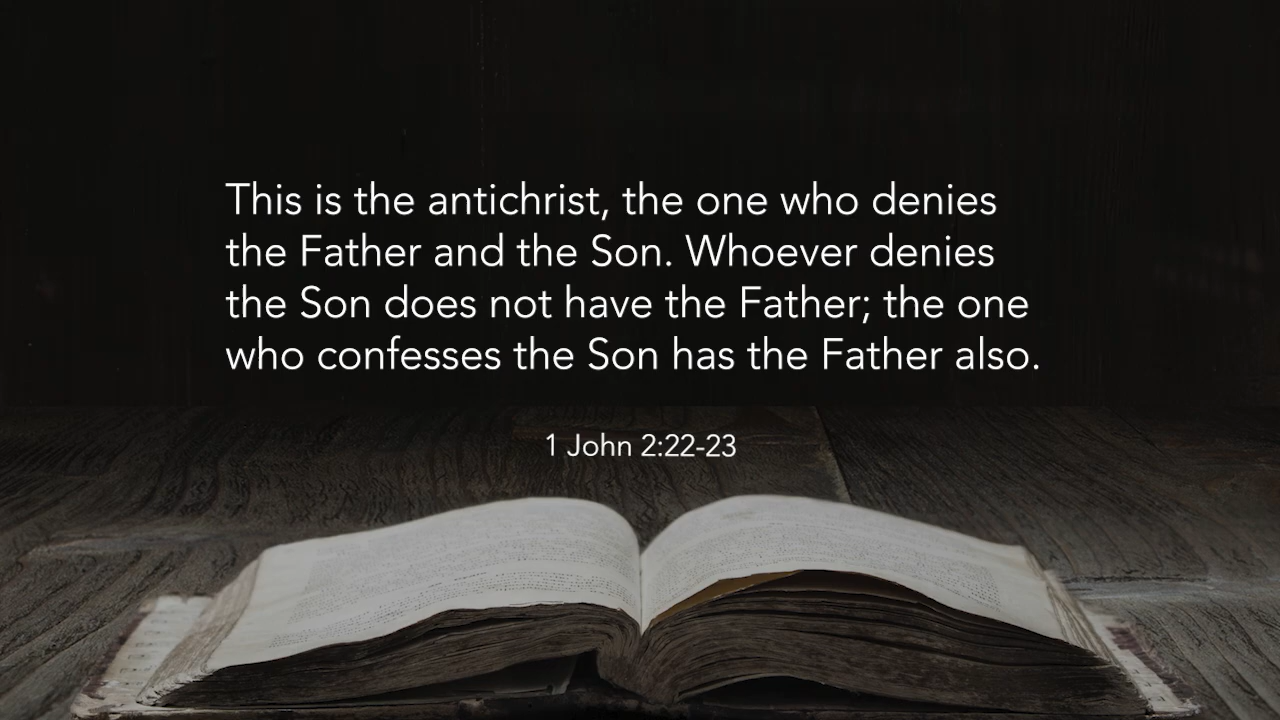 This is the antichrist, the one who denies
the Father and the Son. Whoever denies
the Son does not have the Father; the one
who confesses the Son has the Father also.
1 John 2:22-23